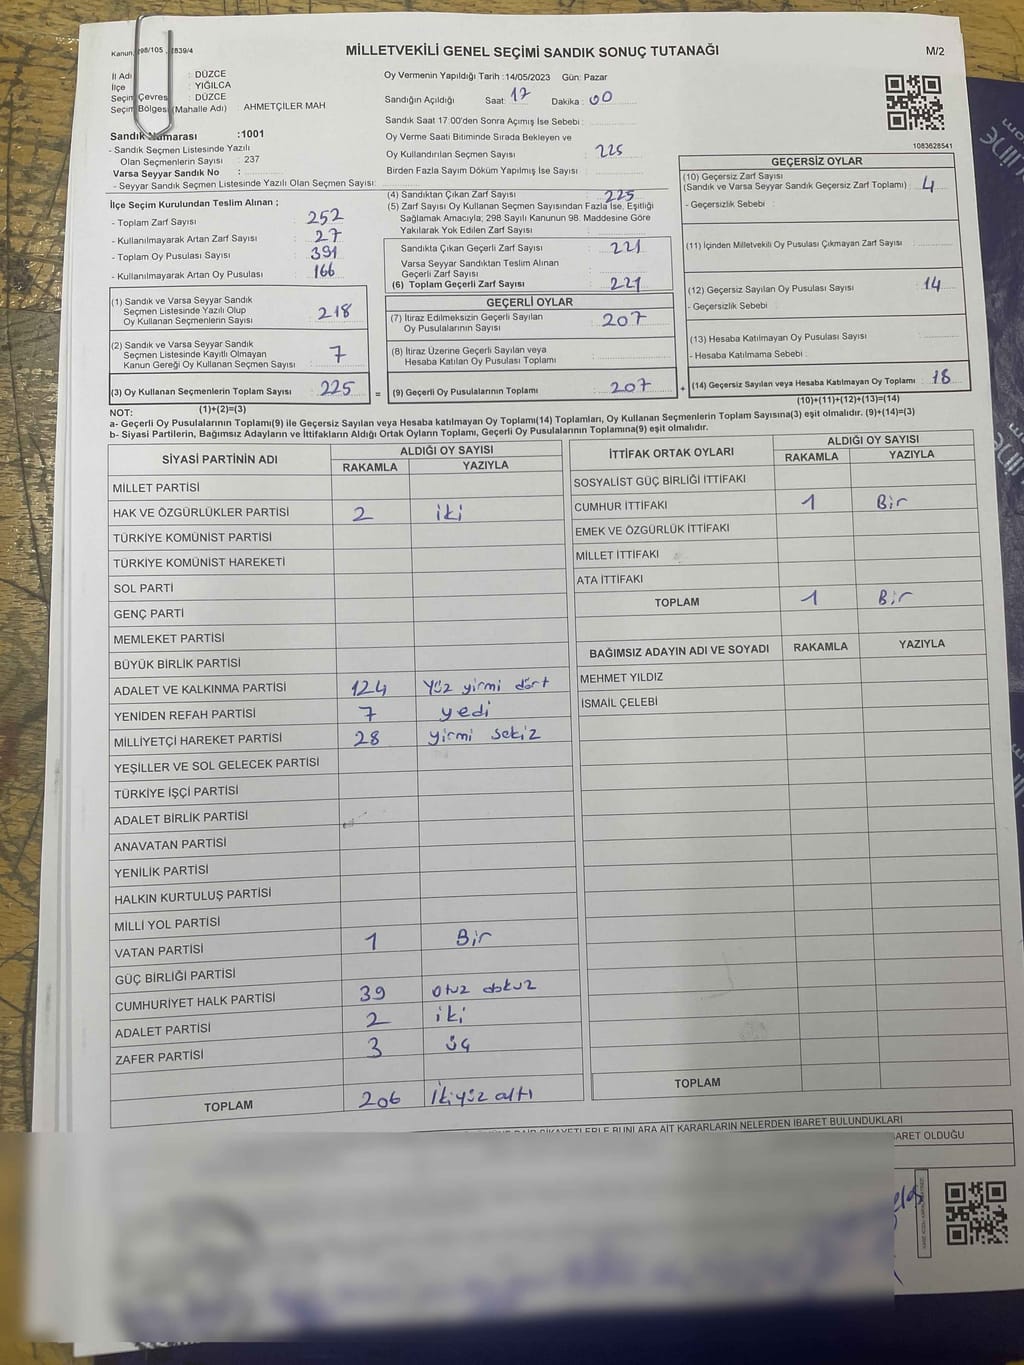 Kanun, 298/105 , 2839/4
MİLLETVEKİLİ GENEL SEÇİMİ SANDIK SONUÇ TUTANAĞI
M/2
İl Adı : DÜZCE
İlçe : YIĞILCA
Seçim Çevresi : DÜZCE
Seçim Bölgesi (Mahalle Adı) AHMETÇİLER MAH
Sandık Numarası :1001
- Sandık Seçmen Listesinde Yazılı
Olan Seçmenlerin Sayısı : 237
Varsa Seyyar Sandık No :
- Seyyar Sandık Seçmen Listesinde Yazılı Olan Seçmen Sayısı:
Oy Vermenin Yapıldığı Tarih :14/05/2023 Gün: Pazar
Sandığın Açıldığı Saat: 17 Dakika : 00
Sandık Saat 17.00'den Sonra Açımış İse Sebebi :
Oy Verme Saati Bitiminde Sırada Bekleyen ve
Oy Kullandırılan Seçmen Sayısı : 225
Birden Fazla Sayım Döküm Yapılmış İse Sayısı :
1083628541
İlçe Seçim Kurulundan Teslim Alınan ;
- Toplam Zarf Sayısı : 252
- Kullanılmayarak Artan Zarf Sayısı : 27
- Toplam Oy Pusulası Sayısı : 391
- Kullanılmayarak Artan Oy Pusulası : 166
(4) Sandıktan Çıkan Zarf Sayısı : 225
(5) Zarf Sayısı Oy Kullanan Seçmen Sayısından Fazla İse, Eşitliği
Sağlamak Amacıyla; 298 Sayılı Kanunun 98. Maddesine Göre
Yakılarak Yok Edilen Zarf Sayısı :
Sandıkta Çıkan Geçerli Zarf Sayısı : 221
Varsa Seyyar Sandıktan Teslim Alınan
Geçerli Zarf Sayısı :
(6) Toplam Geçerli Zarf Sayısı : 221
GEÇERSİZ OYLAR
(10) Geçersiz Zarf Sayısı
(Sandık ve Varsa Seyyar Sandık Geçersiz Zarf Toplamı) : 4
- Geçersizlik Sebebi :
(11) İçinden Milletvekili Oy Pusulası Çıkmayan Zarf Sayısı :
(12) Geçersiz Sayılan Oy Pusulası Sayısı : 14
- Geçersizlik Sebebi :
(13) Hesaba Katılmayan Oy Pusulası Sayısı :
- Hesaba Katılmama Sebebi :
(14) Geçersiz Sayılan veya Hesaba Katılmayan Oy Toplamı : 18
(10)+(11)+(12)+(13)=(14)
(1) Sandık ve Varsa Seyyar Sandık
Seçmen Listesinde Yazılı Olup
Oy Kullanan Seçmenlerin Sayısı : 218
(2) Sandık ve Varsa Seyyar Sandık
Seçmen Listesinde Kayıtlı Olmayan
Kanun Gereği Oy Kullanan Seçmen Sayısı : 7
(3) Oy Kullanan Seçmenlerin Toplam Sayısı : 225 =
(1)+(2)=(3)
GEÇERLİ OYLAR
(7) İtiraz Edilmeksizin Geçerli Sayılan
Oy Pusulalarının Sayısı : 207
(8) İtiraz Üzerine Geçerli Sayılan veya
Hesaba Katılan Oy Pusulası Toplamı :
(9) Geçerli Oy Pusulalarının Toplamı : 207 +
NOT:
a- Geçerli Oy Pusulalarının Toplamı(9) ile Geçersiz Sayılan veya Hesaba katılmayan Oy Toplamı(14) Toplamları, Oy Kullanan Seçmenlerin Toplam Sayısına(3) eşit olmalıdır. (9)+(14)=(3)
b- Siyasi Partilerin, Bağımsız Adayların ve İttifakların Aldığı Ortak Oyların Toplamı, Geçerli Oy Pusulalarının Toplamına(9) eşit olmalıdır.
SİYASİ PARTİNİN ADI ALDIĞI OY SAYISI
RAKAMLA YAZIYLA
MİLLET PARTİSİ
HAK VE ÖZGÜRLÜKLER PARTİSİ 2 iki
TÜRKİYE KOMÜNİST PARTİSİ
TÜRKİYE KOMÜNİST HAREKETİ
SOL PARTİ
GENÇ PARTİ
MEMLEKET PARTİSİ
BÜYÜK BİRLİK PARTİSİ
ADALET VE KALKINMA PARTİSİ 124 yüz yirmi dört
YENİDEN REFAH PARTİSİ 7 yedi
MİLLİYETÇİ HAREKET PARTİSİ 28 yirmi sekiz
YEŞİLLER VE SOL GELECEK PARTİSİ
TÜRKİYE İŞÇİ PARTİSİ
ADALET BİRLİK PARTİSİ
ANAVATAN PARTİSİ
YENİLİK PARTİSİ
HALKIN KURTULUŞ PARTİSİ
MİLLİ YOL PARTİSİ
VATAN PARTİSİ 1 Bir
GÜÇ BİRLİĞİ PARTİSİ
CUMHURİYET HALK PARTİSİ 39 otuz dokuz
ADALET PARTİSİ 2 iki
ZAFER PARTİSİ 3 üç
TOPLAM 206 İkiyüz altı
İTTİFAK ORTAK OYLARI ALDIĞI OY SAYISI
RAKAMLA YAZIYLA
SOSYALİST GÜÇ BİRLİĞİ İTTİFAKI
CUMHUR İTTİFAKI 1 Bir
EMEK VE ÖZGÜRLÜK İTTİFAKI
MİLLET İTTİFAKI
ATA İTTİFAKI
TOPLAM 1 Bir
BAĞIMSIZ ADAYIN ADI VE SOYADI RAKAMLA YAZIYLA
MEHMET YILDIZ
İSMAİL ÇELEBİ
TOPLAM
ŞİKAYETLERLE BUNLARA AİT KARARLARIN NELERDEN İBARET BULUNDUKLARI
BARET OLDUĞU